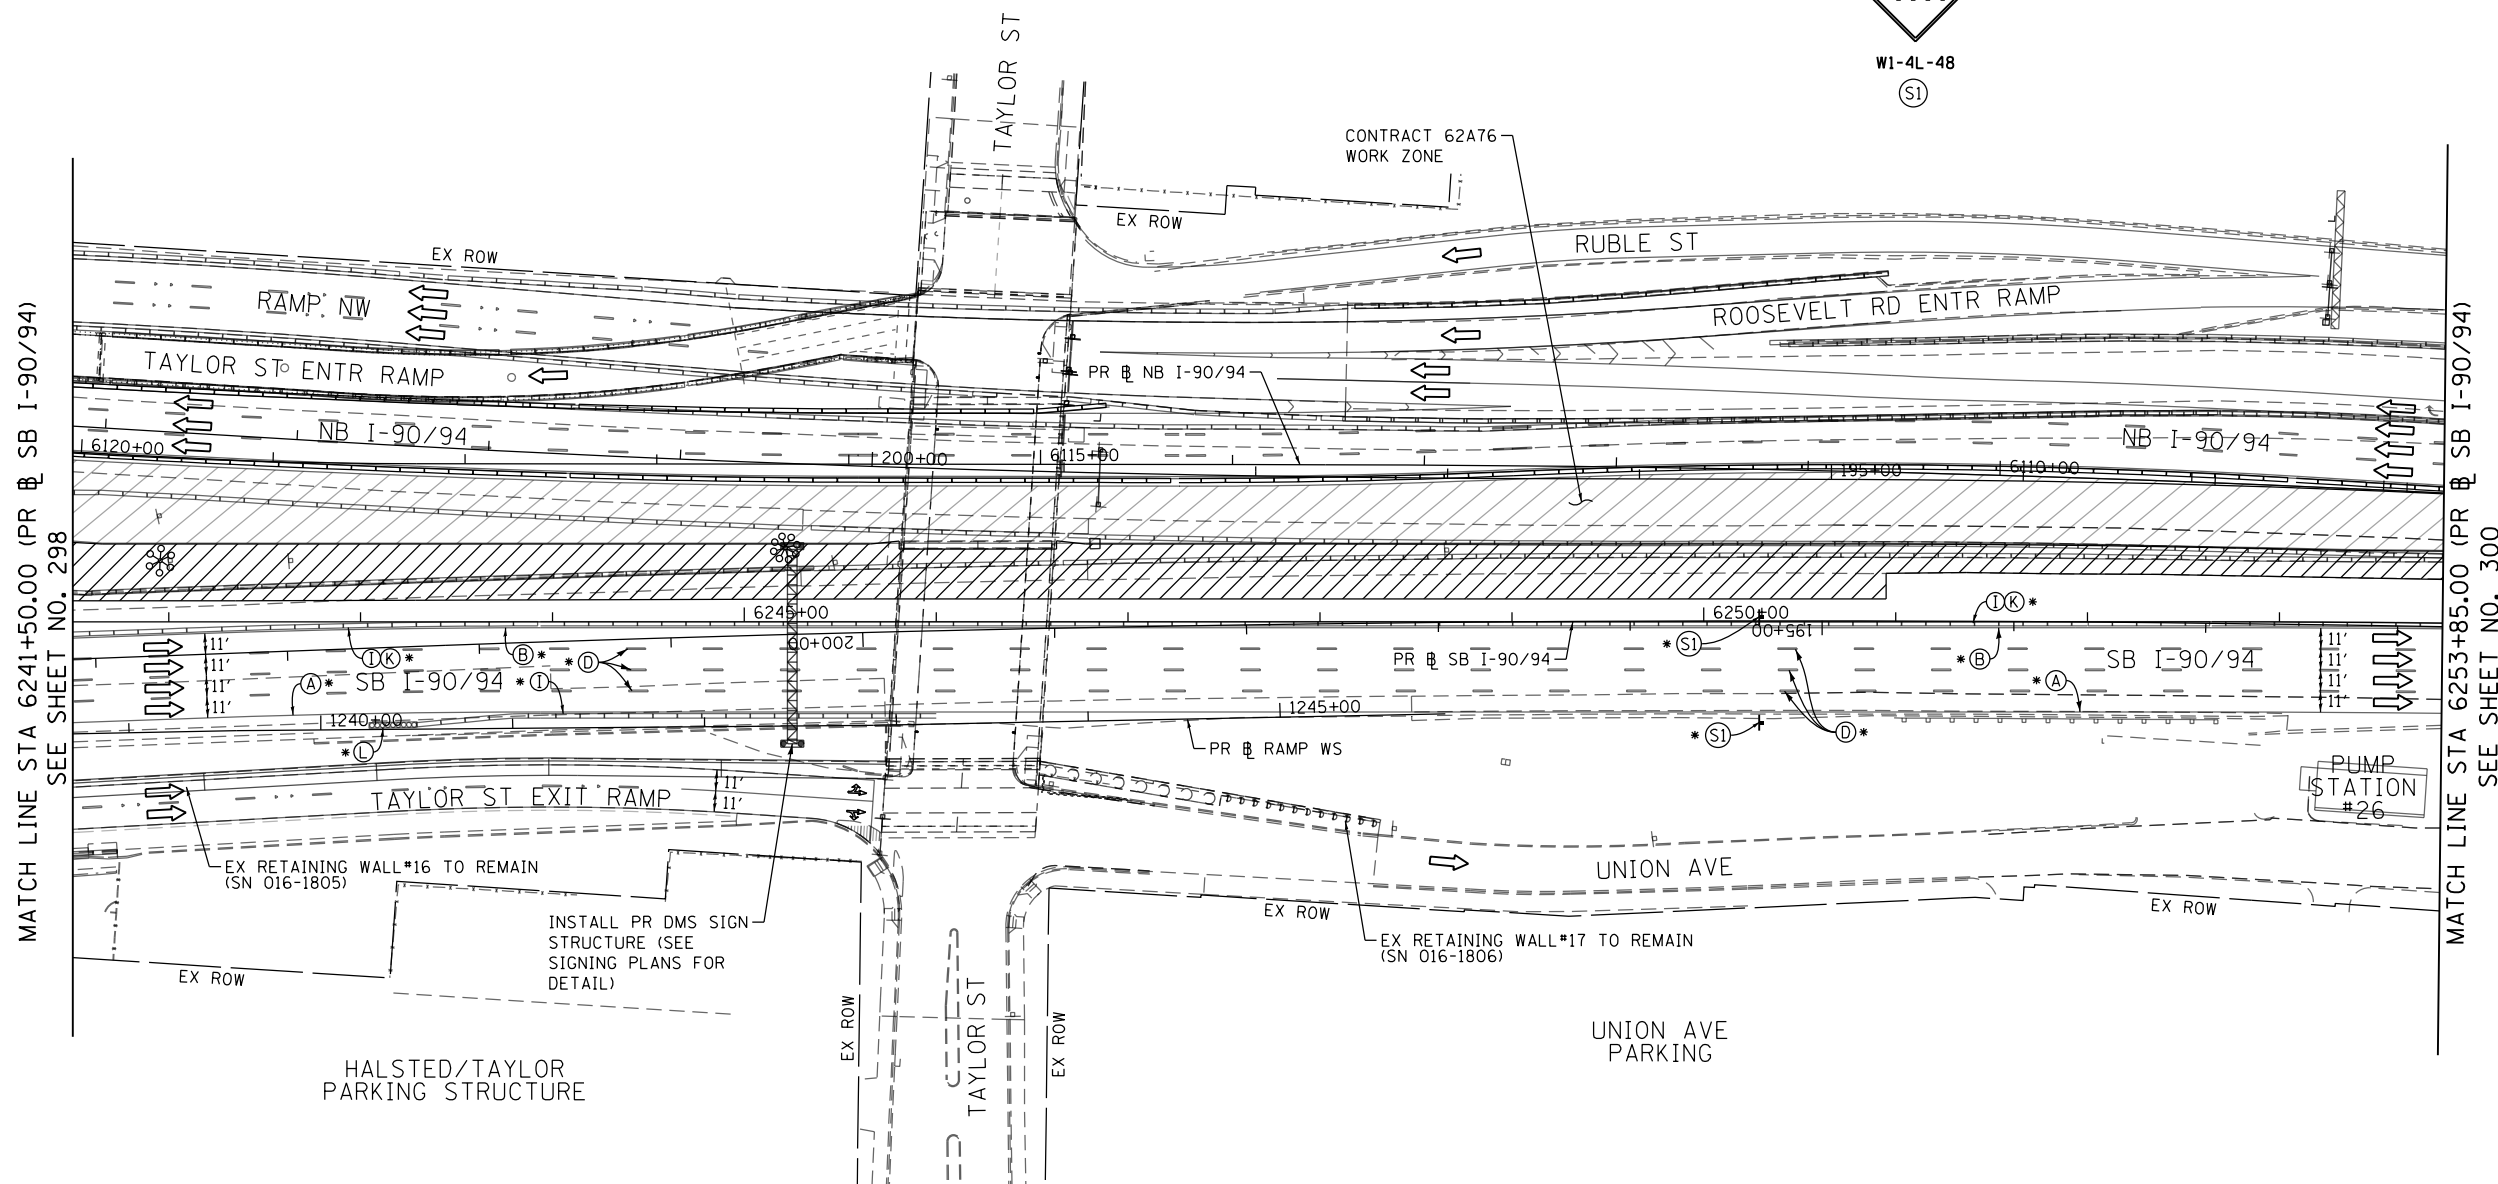 TAYLOR ST
W1-4L-48
S1
CONTRACT 62A76
WORK ZONE
EX ROW
RUBLE ST
EX ROW
RAMP NW
ROOSEVELT RD ENTR RAMP
TAYLOR ST ENTR RAMP
PR BL NB I-90/94
NB I-90/94
NB I-90/94
6120+00
200+00
6115+00
195+00
6110+00
MATCH LINE STA 6241+50.00 (PR BL SB I-90/94)
SEE SHEET NO. 298
MATCH LINE STA 6253+85.00 (PR BL SB I-90/94)
SEE SHEET NO. 300
6245+00
6250+00
200+00
195+00
I K *
B *
* D
* S1
I K *
11'
11'
11'
11'
PR BL SB I-90/94
* B
SB I-90/94
11'
11'
11'
11'
A *
SB I-90/94
* I
* A
1240+00
1245+00
* L
PR BL RAMP WS
* S1
D *
PUMP
STATION
#26
TAYLOR ST EXIT RAMP
11'
11'
EX RETAINING WALL#16 TO REMAIN
(SN 016-1805)
UNION AVE
INSTALL PR DMS SIGN
STRUCTURE (SEE
SIGNING PLANS FOR
DETAIL)
EX ROW
EX ROW
EX RETAINING WALL#17 TO REMAIN
(SN 016-1806)
EX ROW
EX ROW
TAYLOR ST
EX ROW
UNION AVE
PARKING
HALSTED/TAYLOR
PARKING STRUCTURE